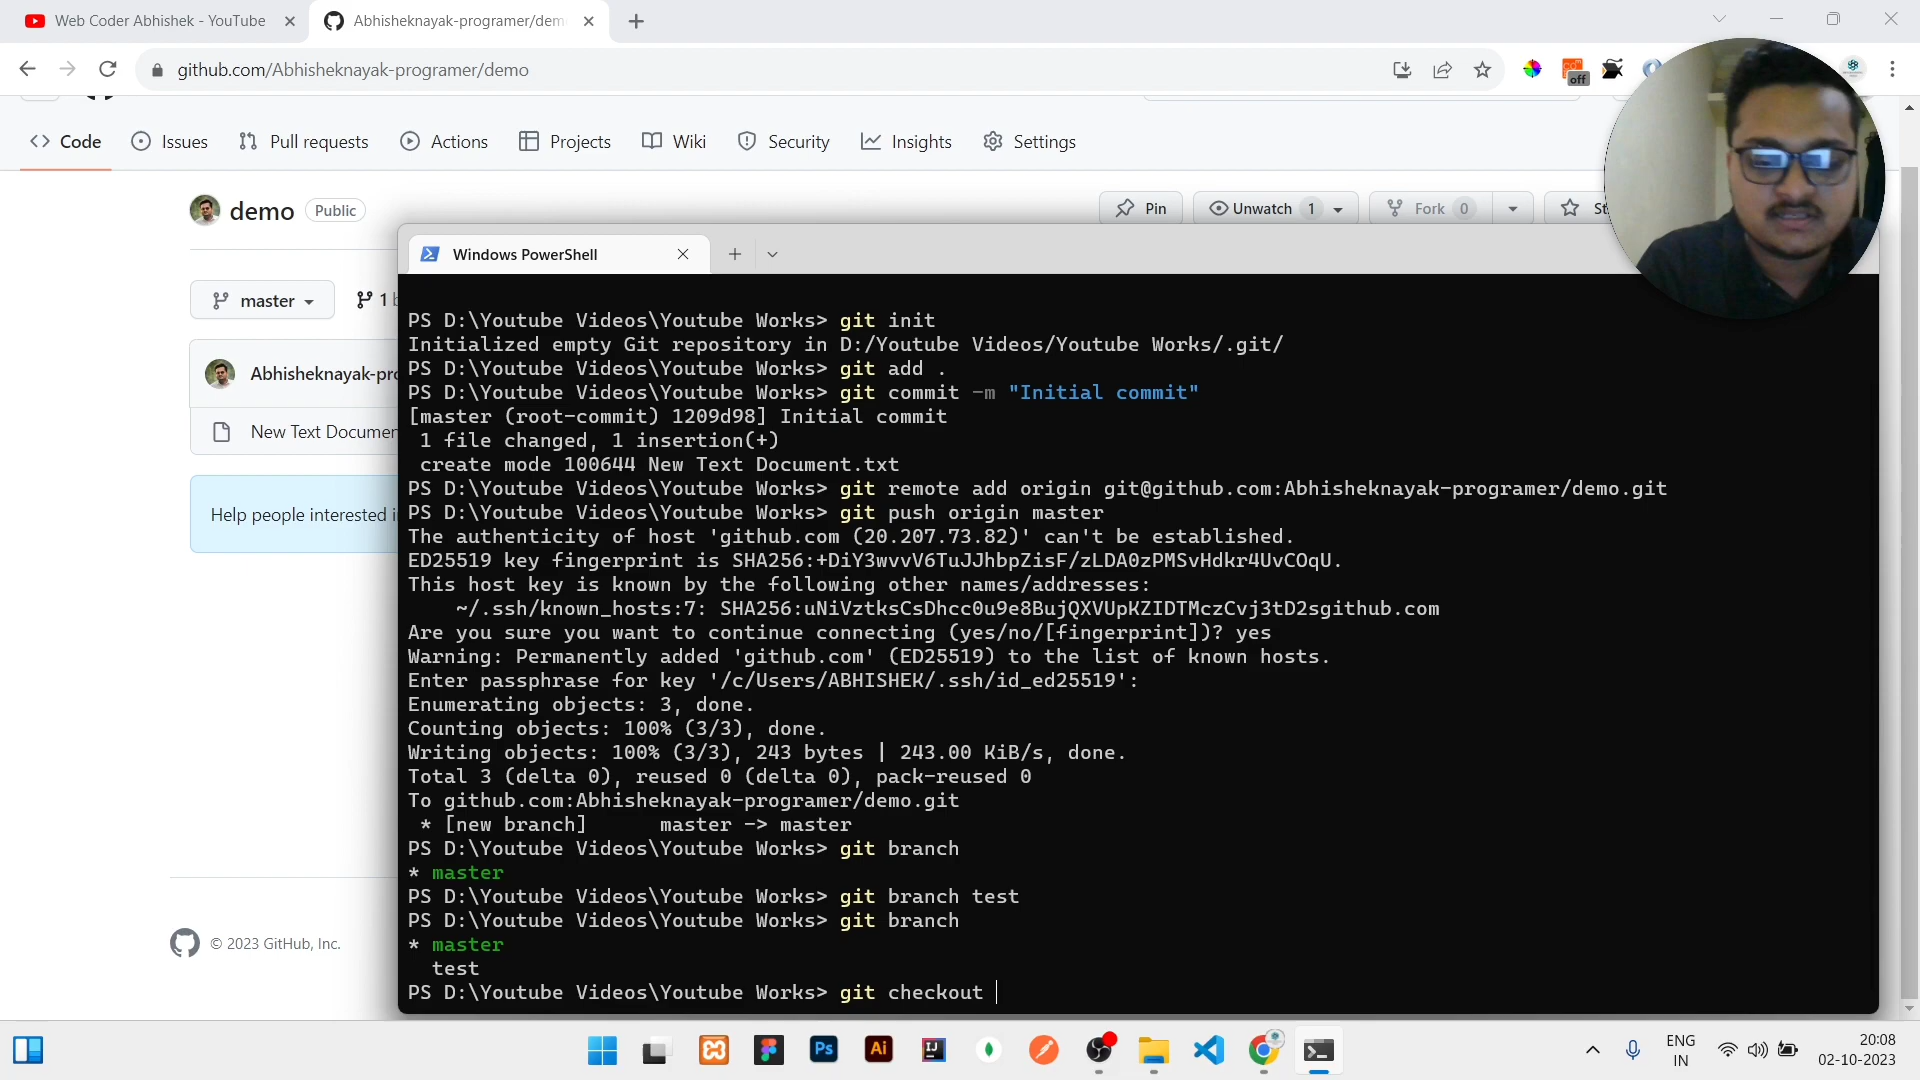 Web Coder Abhishek - YouTube
Abhisheknayak-programer/dem
github.com/Abhisheknayak-programer/demo
off
Code
Issues
Pull requests
Actions
Projects
Wiki
Security
Insights
Settings
demo
Public
Pin
Unwatch 1
Fork 0
St
master
1 b
Abhisheknayak-pro
New Text Documen
Help people interested i
© 2023 GitHub, Inc.
Windows PowerShell
PS D:\Youtube Videos\Youtube Works> git init
Initialized empty Git repository in D:/Youtube Videos/Youtube Works/.git/
PS D:\Youtube Videos\Youtube Works> git add .
PS D:\Youtube Videos\Youtube Works> git commit -m "Initial commit"
[master (root-commit) 1209d98] Initial commit
1 file changed, 1 insertion(+)
create mode 100644 New Text Document.txt
PS D:\Youtube Videos\Youtube Works> git remote add origin git@github.com:Abhisheknayak-programer/demo.git
PS D:\Youtube Videos\Youtube Works> git push origin master
The authenticity of host 'github.com (20.207.73.82)' can't be established.
ED25519 key fingerprint is SHA256:+DiY3wvvV6TuJJhbpZisF/zLDA0zPMSvHdkr4UvCOqU.
This host key is known by the following other names/addresses:
~/.ssh/known_hosts:7: SHA256:uNiVztksCsDhcc0u9e8BujQXVUpKZIDTMczCvj3tD2sgithub.com
Are you sure you want to continue connecting (yes/no/[fingerprint])? yes
Warning: Permanently added 'github.com' (ED25519) to the list of known hosts.
Enter passphrase for key '/c/Users/ABHISHEK/.ssh/id_ed25519':
Enumerating objects: 3, done.
Counting objects: 100% (3/3), done.
Writing objects: 100% (3/3), 243 bytes | 243.00 KiB/s, done.
Total 3 (delta 0), reused 0 (delta 0), pack-reused 0
To github.com:Abhisheknayak-programer/demo.git
* [new branch] master -> master
PS D:\Youtube Videos\Youtube Works> git branch
* master
PS D:\Youtube Videos\Youtube Works> git branch test
PS D:\Youtube Videos\Youtube Works> git branch
* master
test
PS D:\Youtube Videos\Youtube Works> git checkout
Ps
Ai
IJ
ENG
IN
20:08
02-10-2023